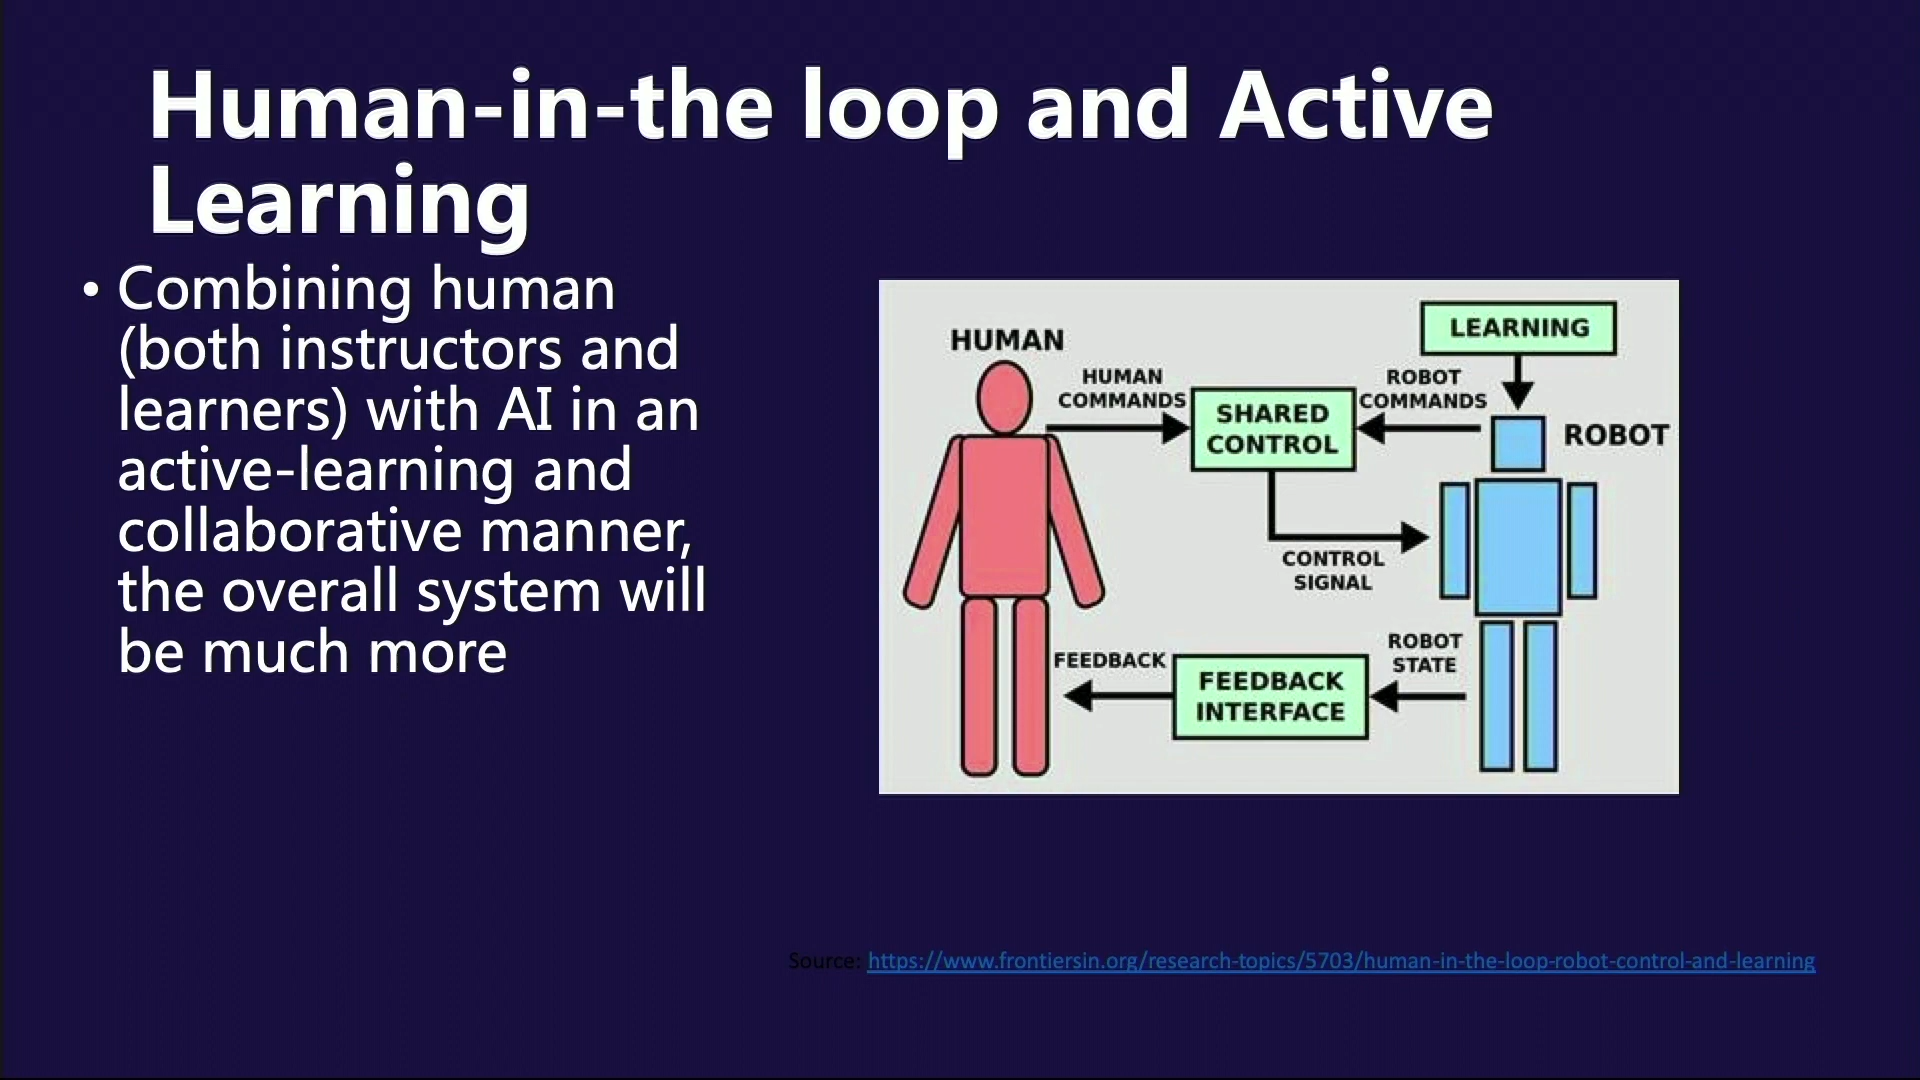 Human-in-the loop and Active
Learning
• Combining human
(both instructors and
learners) with AI in an
active-learning and
collaborative manner,
the overall system will
be much more
HUMAN
HUMAN
COMMANDS
SHARED
CONTROL
ROBOT
COMMANDS
LEARNING
ROBOT
CONTROL
SIGNAL
FEEDBACK
FEEDBACK
INTERFACE
ROBOT
STATE
Source: https://www.frontiersin.org/research-topics/5703/human-in-the-loop-robot-control-and-learning